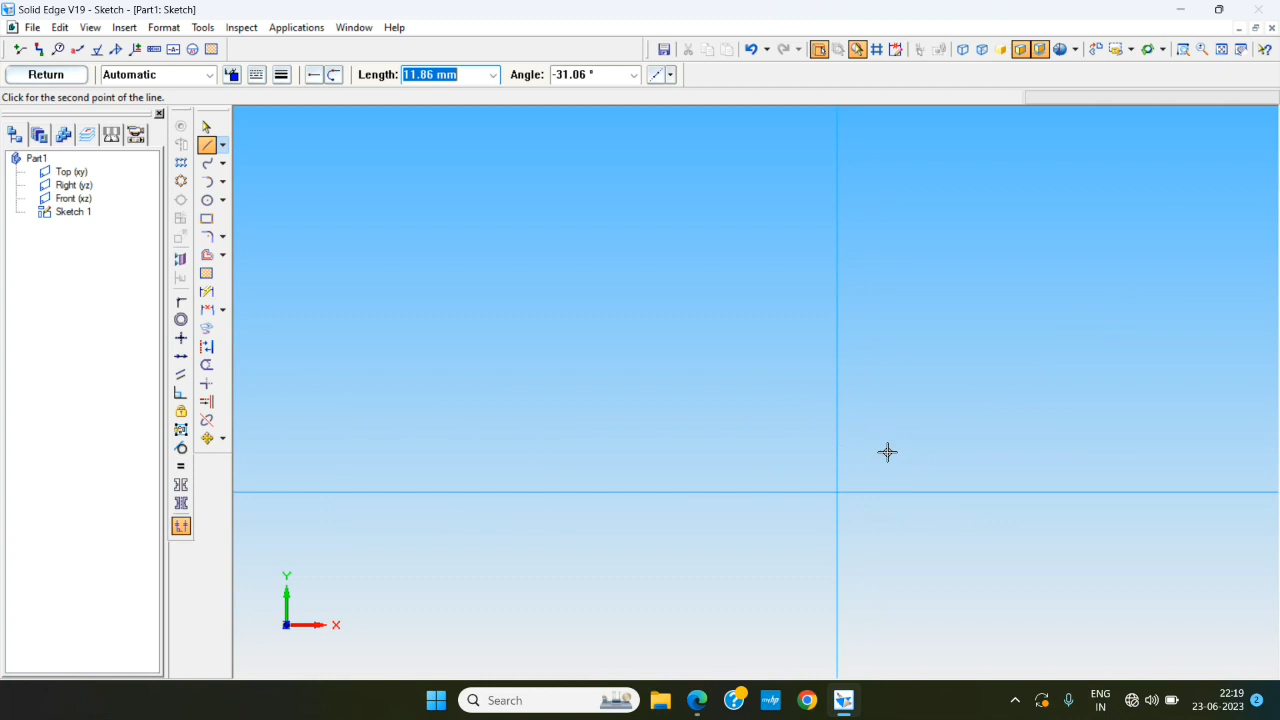 Solid Edge V19 - Sketch - [Part1: Sketch]
File Edit View Insert Format Tools Inspect Applications Window Help
Return Automatic Length: 11.86 mm Angle: -31.06 °
Click for the second point of the line.
Part1
Top (xy)
Right (yz)
Front (xz)
Sketch 1
Y
X
Search
ENG
IN
22:19
23-06-2023
2